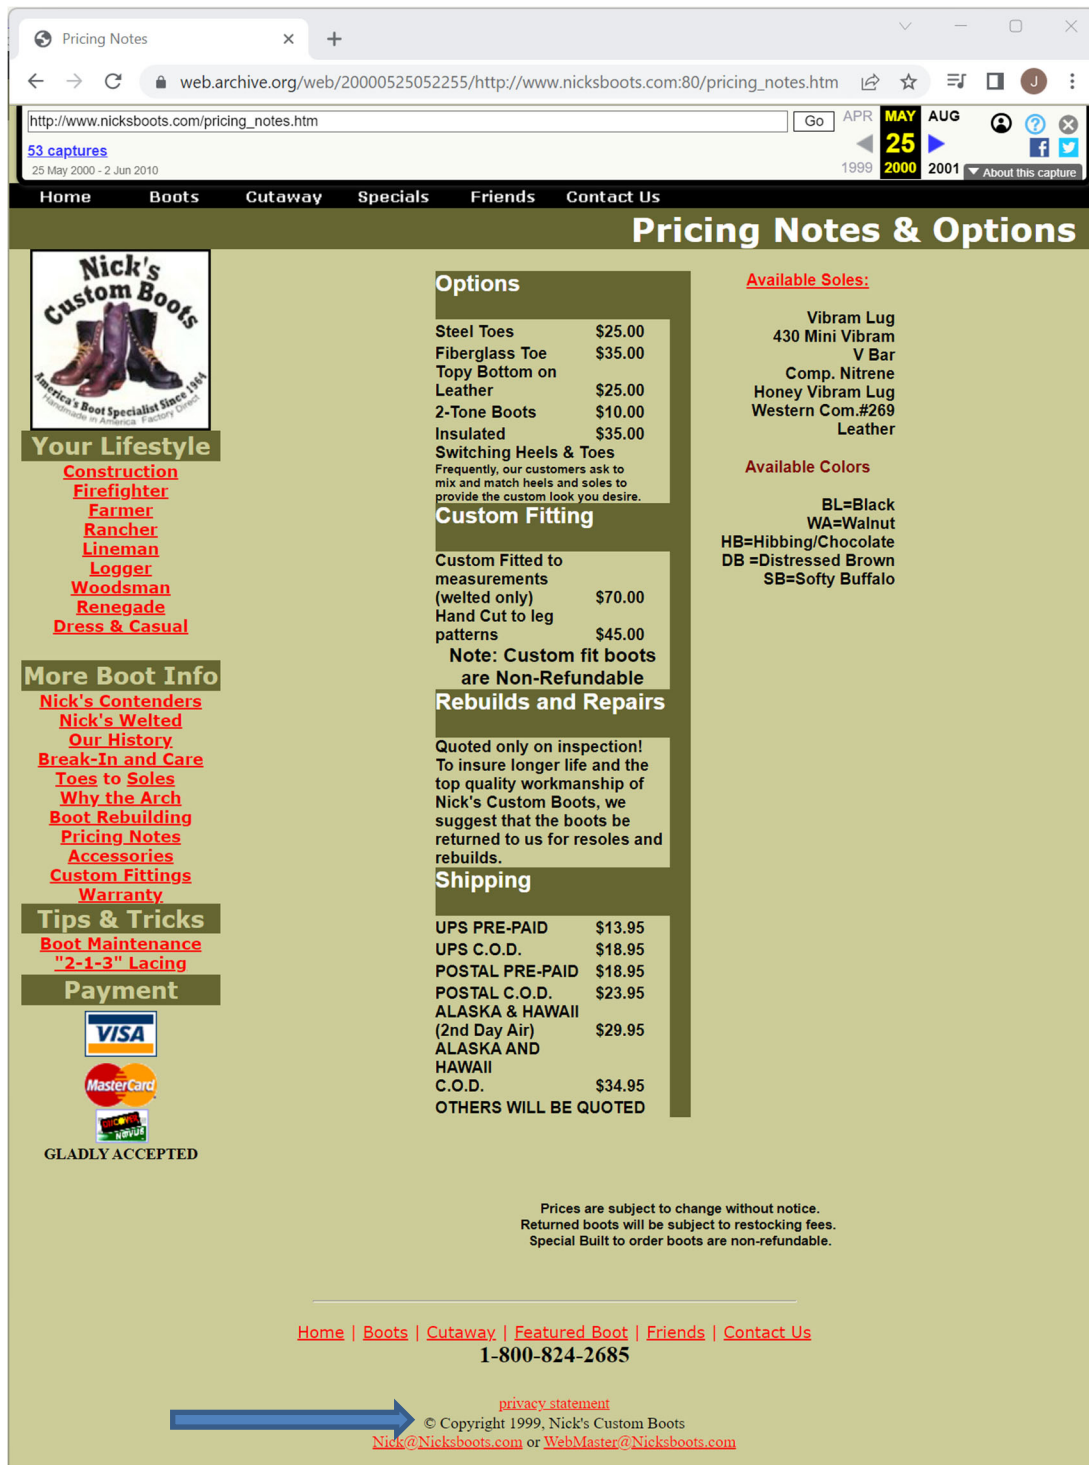 Pricing Notes
web.archive.org/web/20000525052255/http://www.nicksboots.com:80/pricing_notes.htm
J
http://www.nicksboots.com/pricing_notes.htm
Go
APR MAY AUG
53 captures
25
25 May 2000 - 2 Jun 2010
1999 2000 2001
About this capture
Home Boots Cutaway Specials Friends Contact Us
Pricing Notes & Options
Nick's
Custom Boots
America's Boot Specialist Since 1964
Handmade in America: Factory Direct
Your Lifestyle
Construction
Firefighter
Farmer
Rancher
Lineman
Logger
Woodsman
Renegade
Dress & Casual
More Boot Info
Nick's Contenders
Nick's Welted
Our History
Break-In and Care
Toes to Soles
Why the Arch
Boot Rebuilding
Pricing Notes
Accessories
Custom Fittings
Warranty
Tips & Tricks
Boot Maintenance
"2-1-3" Lacing
Payment
VISA
MasterCard
DISCOVER
NOVUS
GLADLY ACCEPTED
Options
Steel Toes $25.00
Fiberglass Toe $35.00
Topy Bottom on
Leather $25.00
2-Tone Boots $10.00
Insulated $35.00
Switching Heels & Toes
Frequently, our customers ask to
mix and match heels and soles to
provide the custom look you desire.
Custom Fitting
Custom Fitted to
measurements
(welted only) $70.00
Hand Cut to leg
patterns $45.00
Note: Custom fit boots
are Non-Refundable
Rebuilds and Repairs
Quoted only on inspection!
To insure longer life and the
top quality workmanship of
Nick's Custom Boots, we
suggest that the boots be
returned to us for resoles and
rebuilds.
Shipping
UPS PRE-PAID $13.95
UPS C.O.D. $18.95
POSTAL PRE-PAID $18.95
POSTAL C.O.D. $23.95
ALASKA & HAWAII
(2nd Day Air) $29.95
ALASKA AND
HAWAII
C.O.D. $34.95
OTHERS WILL BE QUOTED
Available Soles:
Vibram Lug
430 Mini Vibram
V Bar
Comp. Nitrene
Honey Vibram Lug
Western Com.#269
Leather
Available Colors
BL=Black
WA=Walnut
HB=Hibbing/Chocolate
DB =Distressed Brown
SB=Softy Buffalo
Prices are subject to change without notice.
Returned boots will be subject to restocking fees.
Special Built to order boots are non-refundable.
Home | Boots | Cutaway | Featured Boot | Friends | Contact Us
1-800-824-2685
privacy statement
© Copyright 1999, Nick's Custom Boots
Nick@Nicksboots.com or WebMaster@Nicksboots.com